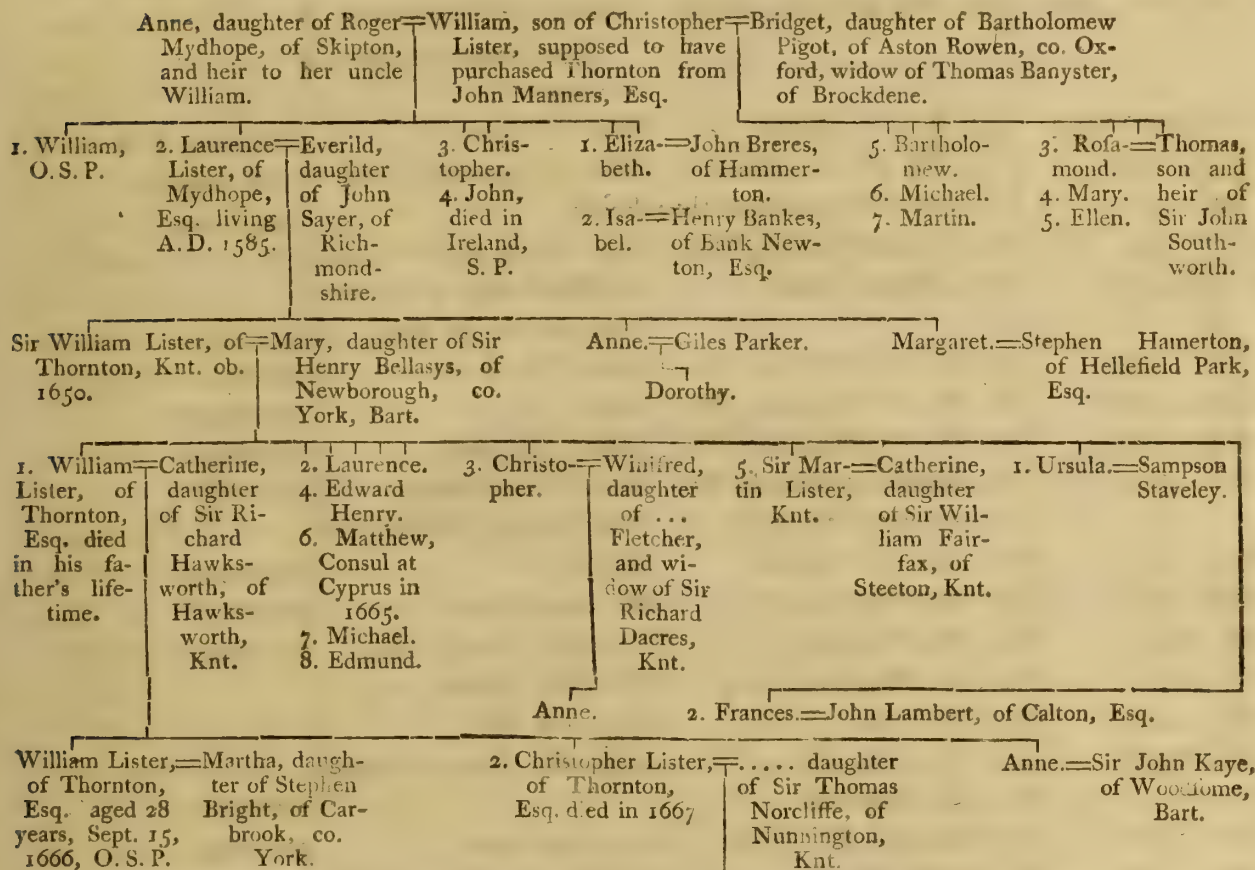 Anne, daughter of Roger
Mydhope, of Skipton,
and heir to her uncle
William.
William, son of Christopher
Lister, supposed to have
purchased Thornton from
John Manners, Esq.
Bridget, daughter of Bartholomew
Pigot, of Aston Rowen, co. Ox-
ford, widow of Thomas Banyster,
of Brockdene.
1. William,
O. S. P.
2. Laurence
Lister, of
Mydhope,
Esq. living
A. D. 1585.
Everild,
daughter
of John
Sayer, of
Rich-
mond-
shire.
3. Chris-
topher.
4. John,
died in
Ireland,
S. P.
1. Eliza-
beth.
2. Isa-
bel.
John Breres,
of Hammer-
ton.
Henry Bankes,
of Bank New-
ton, Esq.
5. Bartholo-
mew.
6. Michael.
7. Martin.
3. Rosa-
mond.
4. Mary.
5. Ellen.
Thomas,
son and
heir of
Sir John
South-
worth.
Sir William Lister, of
Thornton, Knt. ob.
1650.
Mary, daughter of Sir
Henry Bellasys, of
Newborough, co.
York, Bart.
Anne.
Giles Parker.
Dorothy.
Margaret.
Stephen Hamerton,
of Hellefield Park,
Esq.
1. William
Lister, of
Thornton,
Esq. died
in his fa-
ther's life-
time.
Catherine,
daughter
of Sir Ri-
chard
Hawks-
worth, of
Hawks-
worth,
Knt.
2. Laurence.
4. Edward
Henry.
6. Matthew,
Consul at
Cyprus in
1665.
7. Michael.
8. Edmund.
3. Christo-
pher.
Winifred,
daughter
of ...
Fletcher,
and wi-
dow of Sir
Richard
Dacres,
Knt.
5. Sir Mar-
tin Lister,
Knt.
Catherine,
daughter
of Sir Wil-
liam Fair-
fax, of
Steeton, Knt.
1. Ursula.
Sampson
Staveley.
Anne.
2. Frances.
John Lambert, of Calton, Esq.
William Lister,
of Thornton,
Esq. aged 28
years, Sept. 15,
1666, O. S. P.
Martha, daugh-
ter of Stephen
Bright, of Car-
brook, co.
York.
2. Christopher Lister,
of Thornton,
Esq. died in 1667
..... daughter
of Sir Thomas
Norcliffe, of
Nunnington,
Knt.
Anne.
Sir John Kaye,
of Woodsome,
Bart.